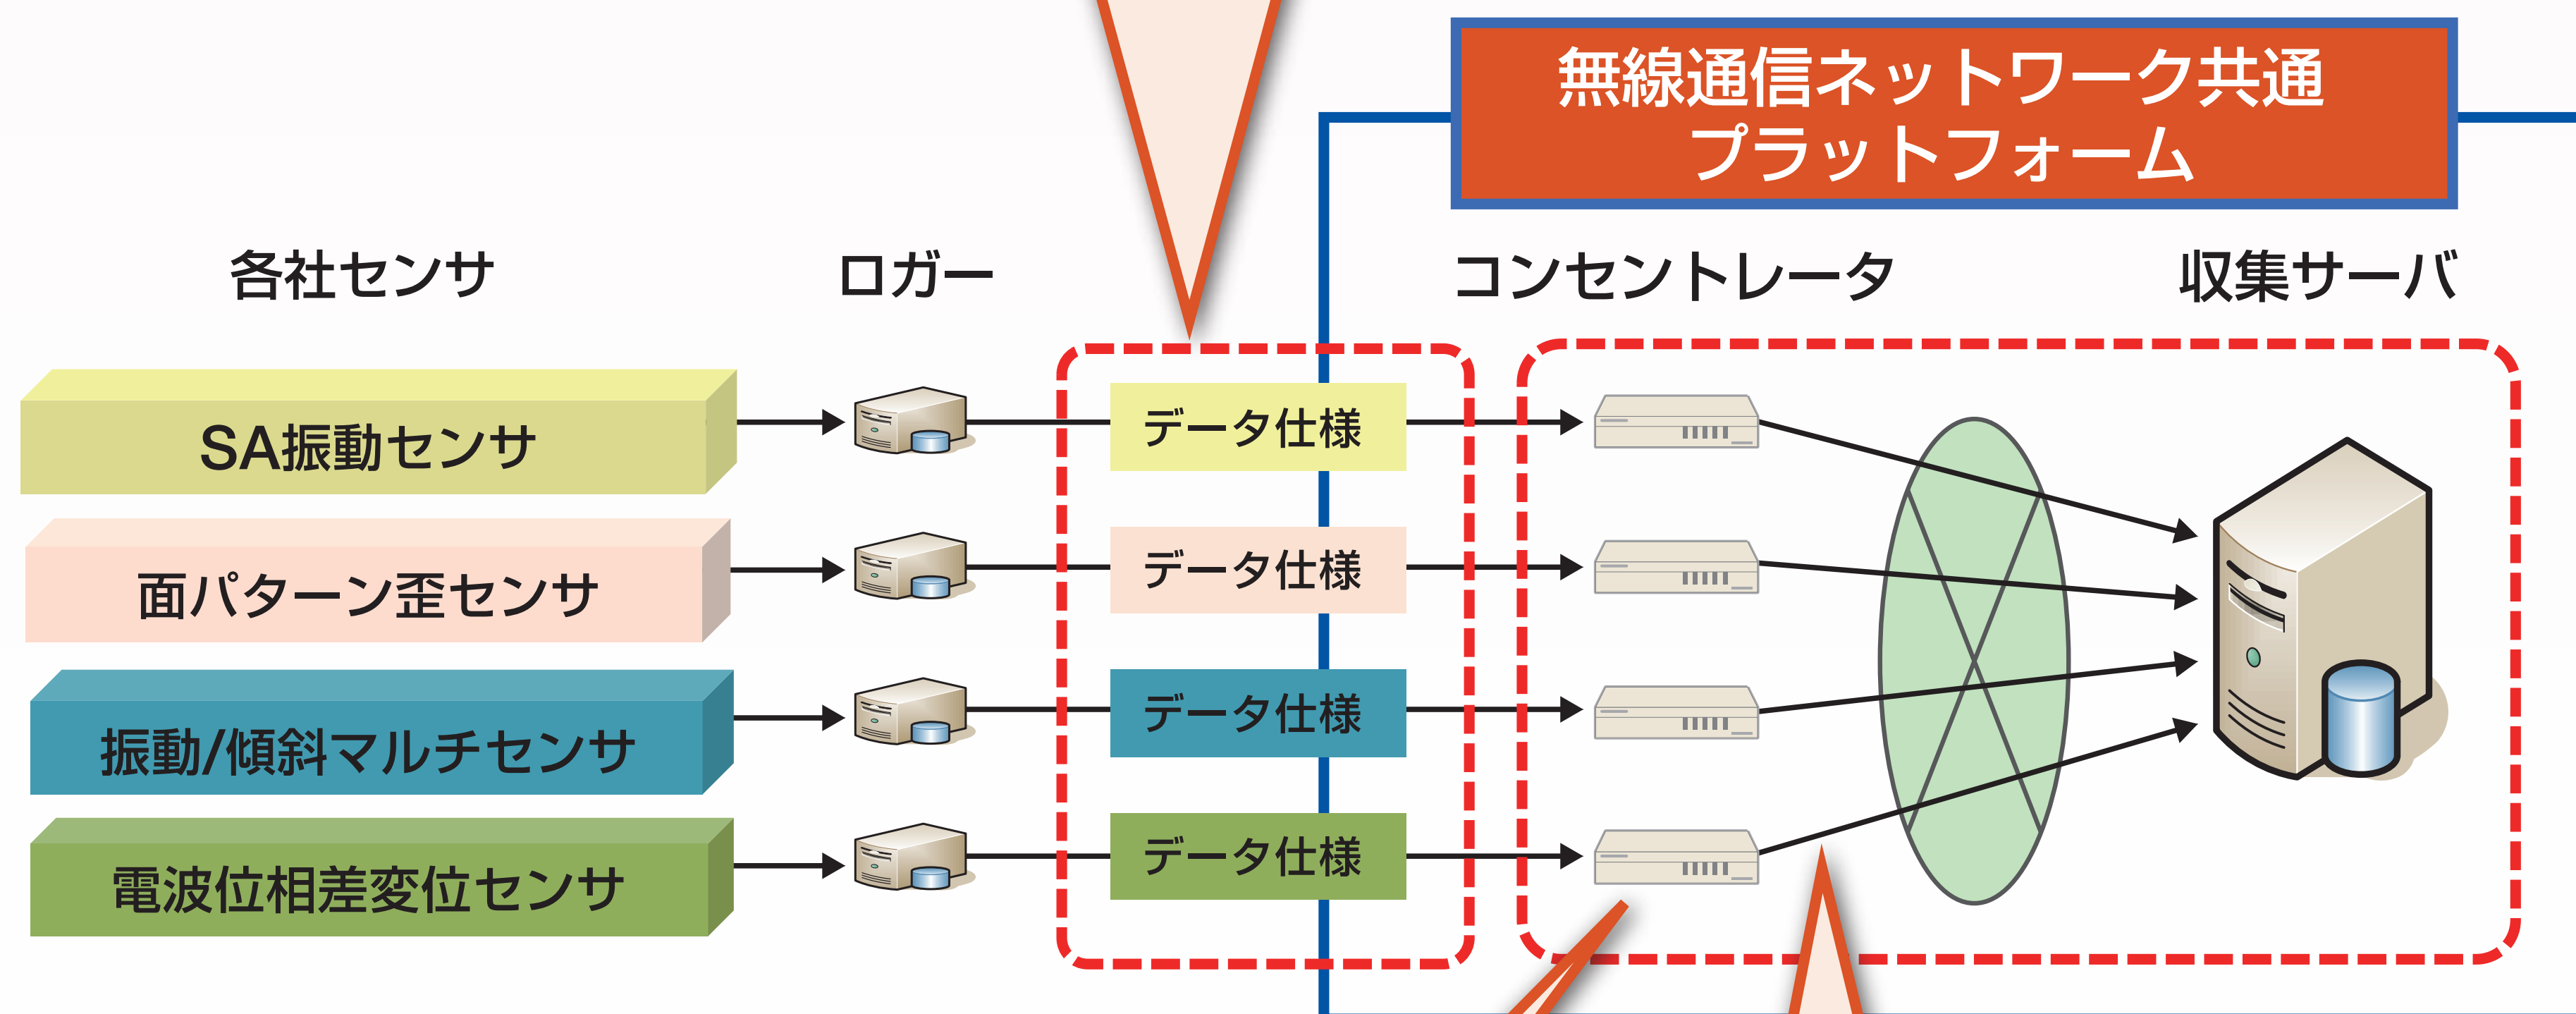 無線通信ネットワーク共通
プラットフォーム
各社センサ
ロガー
コンセントレータ
収集サーバ
SA振動センサ
データ仕様
面パターン歪センサ
データ仕様
振動/傾斜マルチセンサ
データ仕様
電波位相差変位センサ
データ仕様